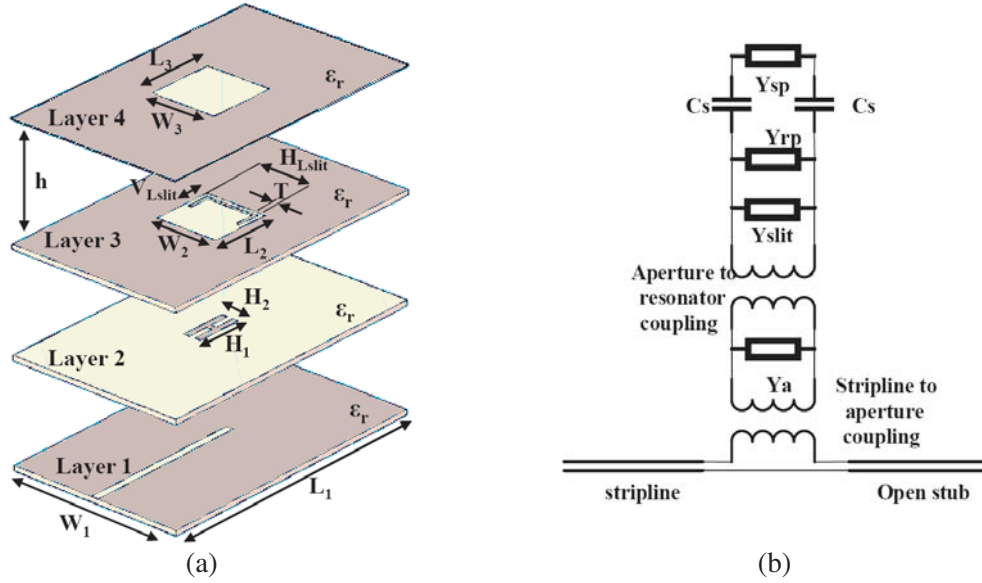 L3
εr
Layer 4
W3
h
HLslit
VLslit
T
εr
Layer 3
W2
L2
H2
εr
Layer 2
H1
εr
Layer 1
L1
W1
(a)
Ysp
Cs
Cs
Yrp
Yslit
Aperture to
resonator
coupling
Ya
Stripline to
aperture
coupling
stripline
Open stub
(b)